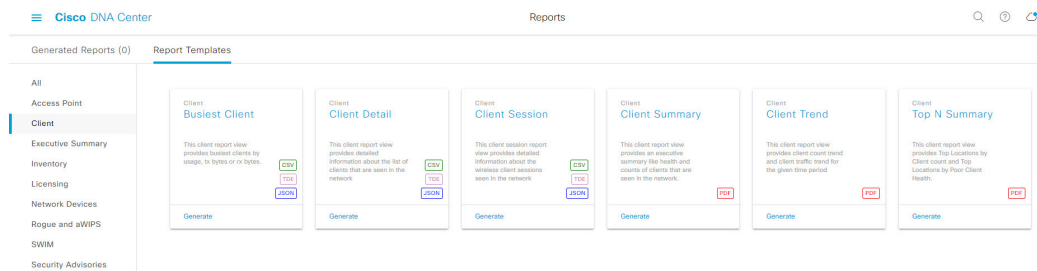 Cisco DNA Center
Reports
Generated Reports (0)
Report Templates
All
Access Point
Client
Executive Summary
Inventory
Licensing
Network Devices
Rogue and aWIPS
SWIM
Security Advisories
Client
Busiest Client
This client report view
provides busiest clients by
usage, tx bytes or rx bytes.
CSV
TDE
JSON
Generate
Client
Client Detail
This client report view
provides detailed
information about the list of
clients that are seen in the
network
CSV
TDE
JSON
Generate
Client
Client Session
This client session report
view provides detailed
information about the
wireless client sessions
seen in the network
CSV
TDE
JSON
Generate
Client
Client Summary
This client report view
provides an executive
summary like health and
counts of clients that are
seen in the network.
PDF
Generate
Client
Client Trend
This client report view
provides client count trend
and client traffic trend for
the given time period
PDF
Generate
Client
Top N Summary
This client report view
provides Top Locations by
Client count and Top
Locations by Poor Client
Health.
PDF
Generate